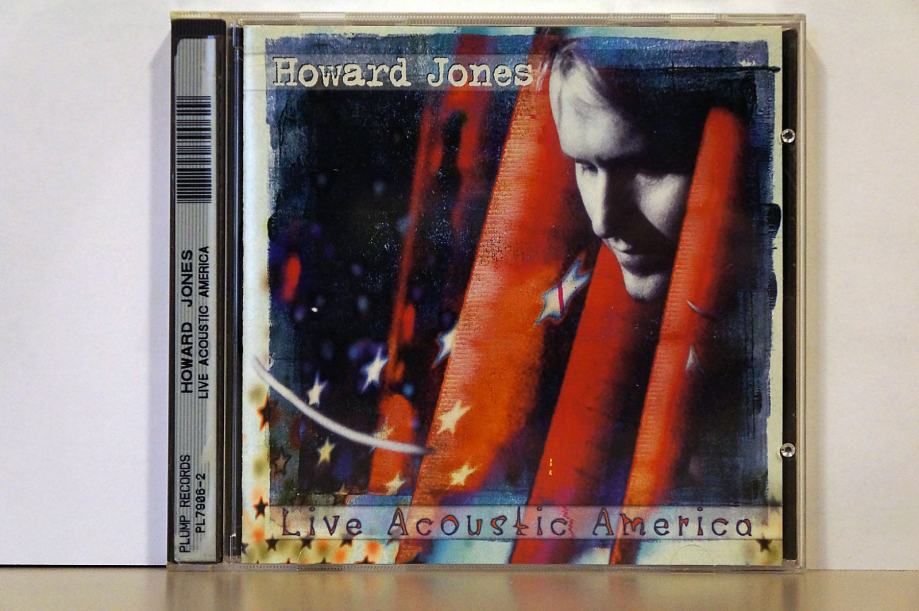 Howard Jones
Live Acoustic America
HOWARD JONES
LIVE ACOUSTIC AMERICA
PLUMP RECORDS
PL7906-2